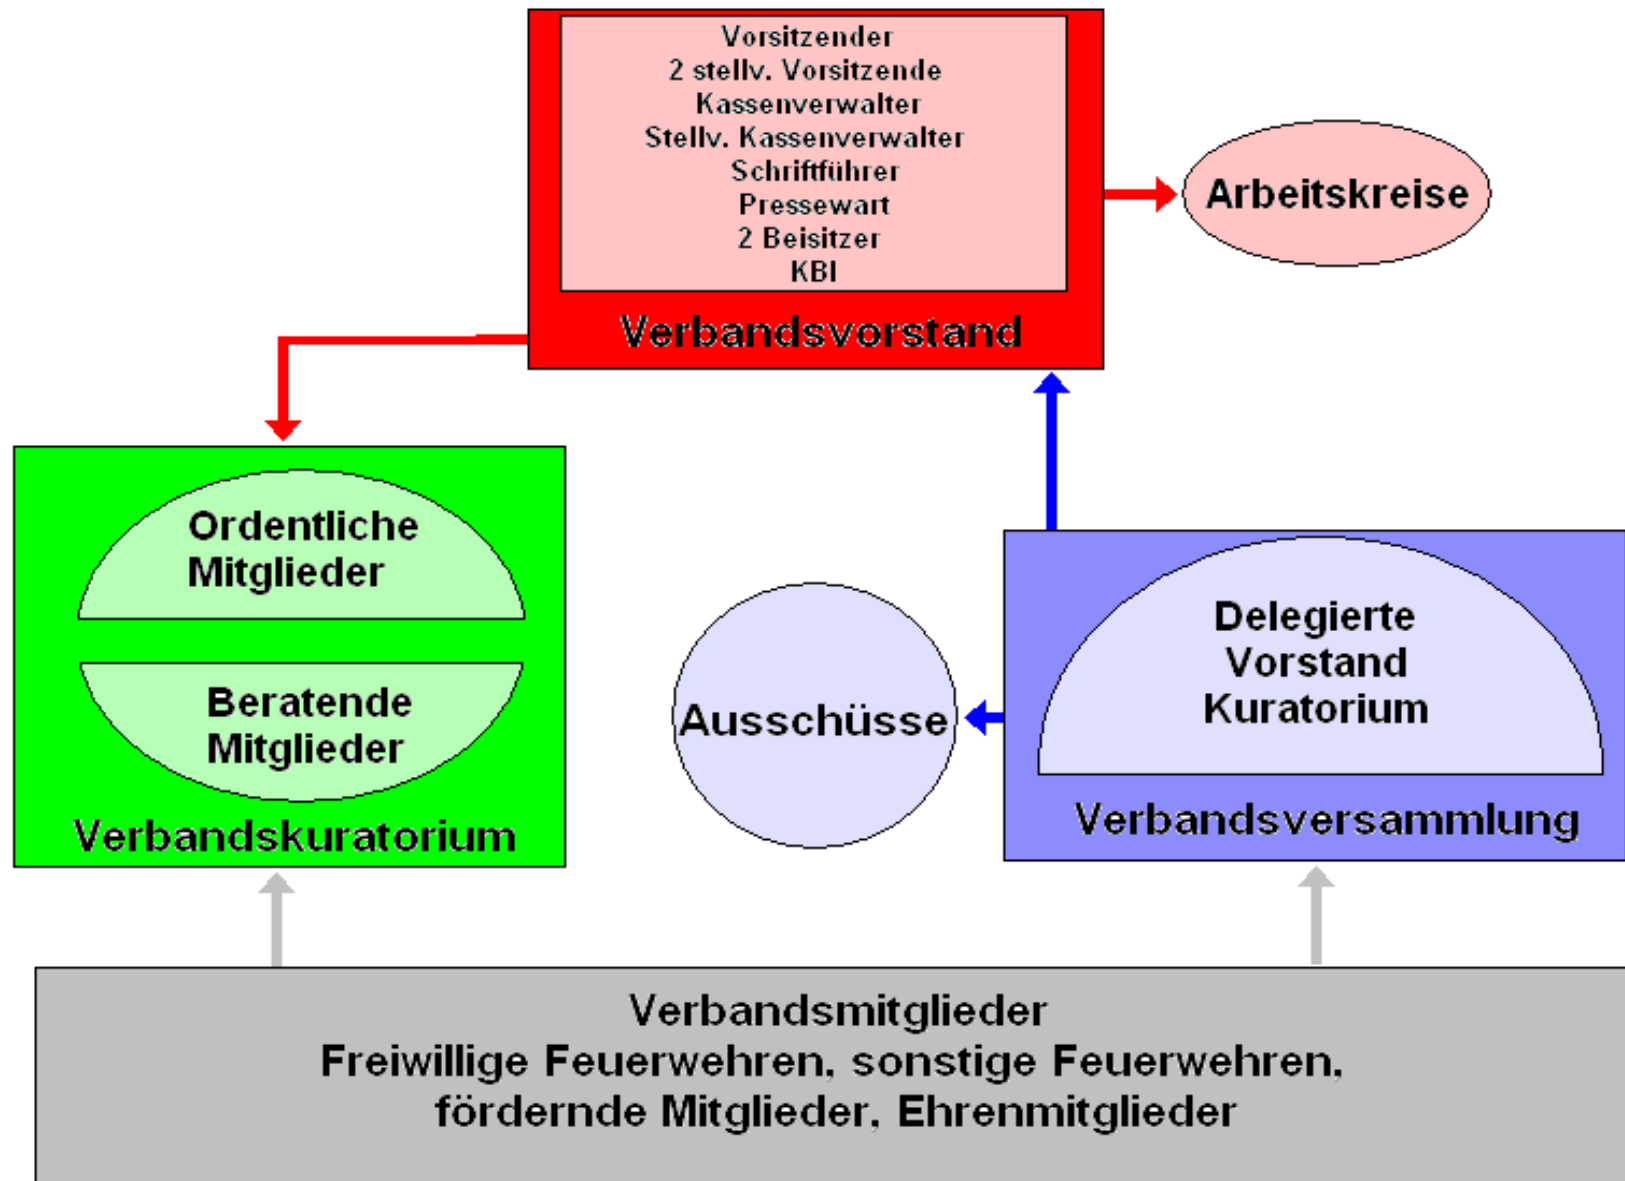 Vorsitzender
2 stellv. Vorsitzende
Kassenverwalter
Stellv. Kassenverwalter
Schriftführer
Pressewart
2 Beisitzer
KBI
Verbandsvorstand
Arbeitskreise
Ordentliche
Mitglieder
Beratende
Mitglieder
Verbandskuratorium
Ausschüsse
Delegierte
Vorstand
Kuratorium
Verbandsversammlung
Verbandsmitglieder
Freiwillige Feuerwehren, sonstige Feuerwehren,
fördernde Mitglieder, Ehrenmitglieder